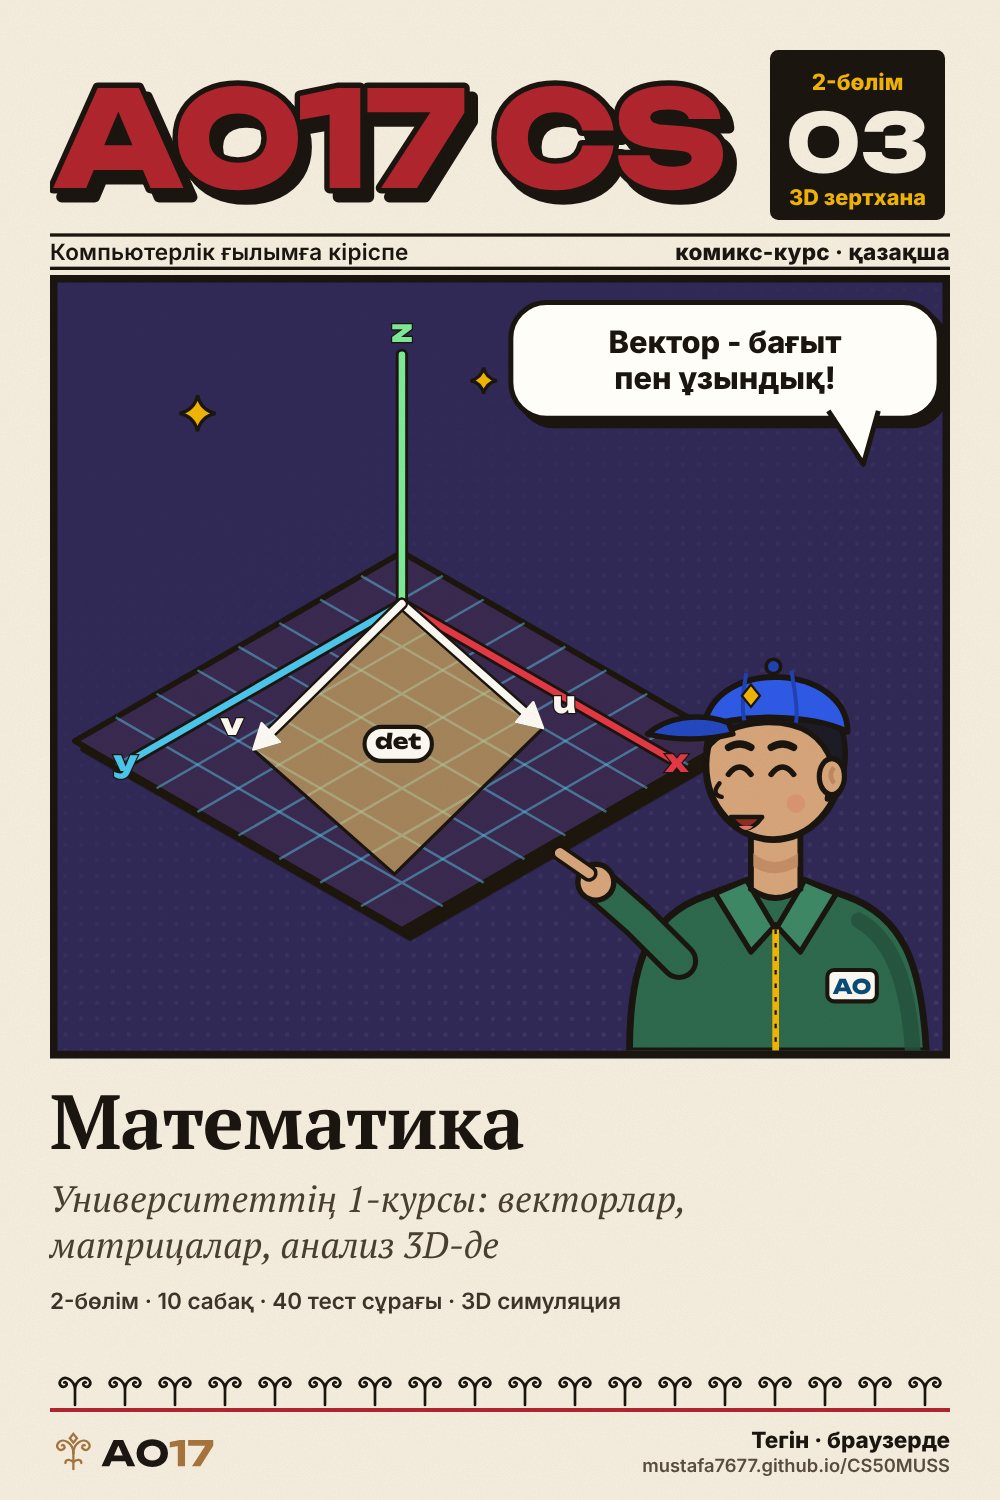 AO17 CS
2-бөлім
03
3D зертхана
Компьютерлік ғылымға кіріспе
комикс-курс · қазақша
Вектор - бағыт
пен ұзындық!
z
v
u
det
y
x
AO
Математика
Университеттің 1-курсы: векторлар,
матрицалар, анализ 3D-де
2-бөлім · 10 сабақ · 40 тест сұрағы · 3D симуляция
AO17
Тегін · браузерде
mustafa7677.github.io/CS50MUSS